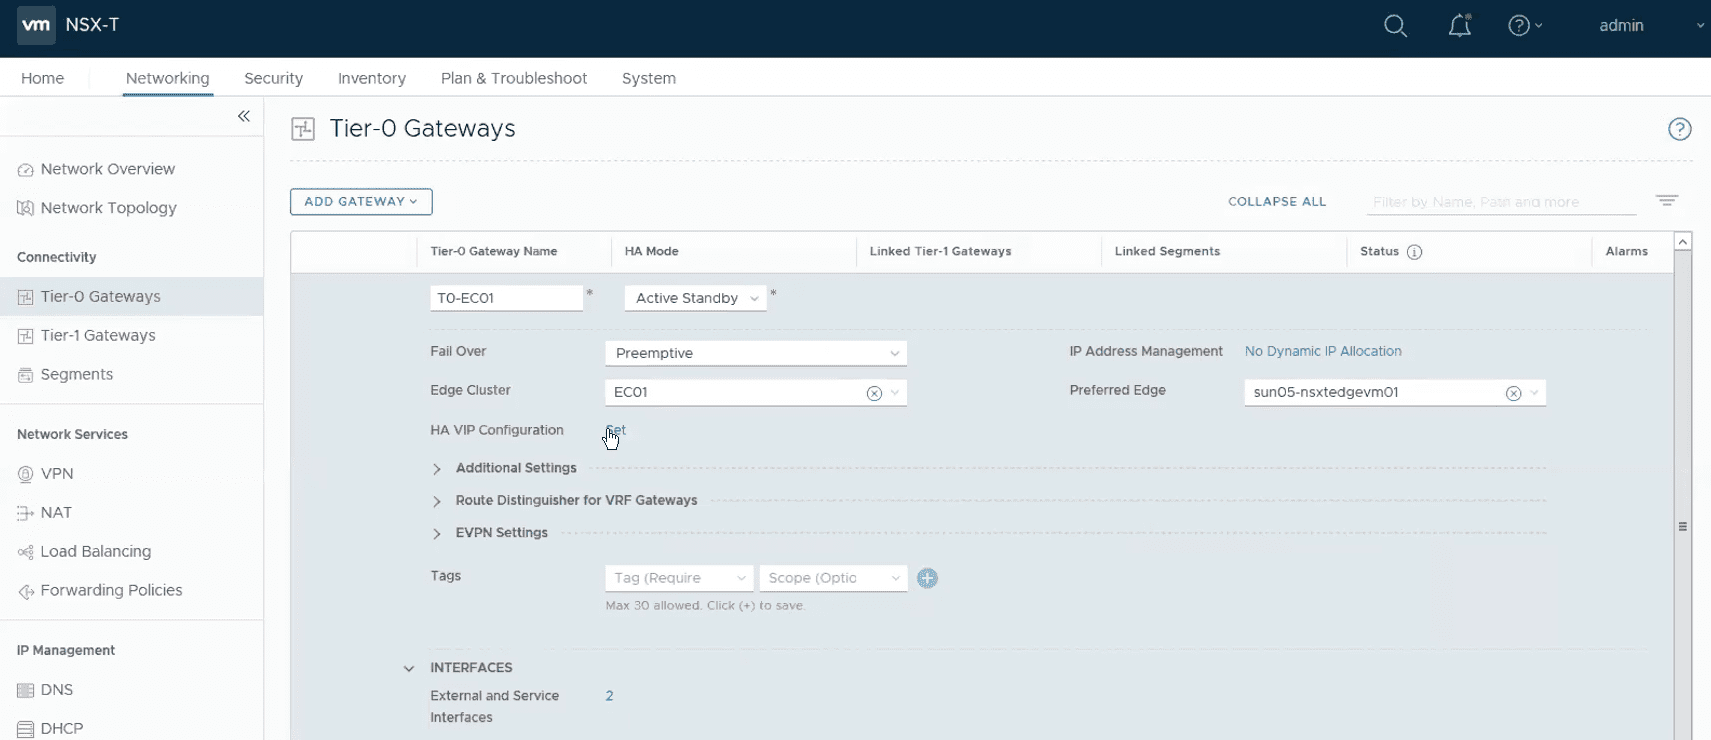 vm NSX-T
admin
Home Networking Security Inventory Plan & Troubleshoot System
Network Overview
Network Topology
Connectivity
Tier-0 Gateways
Tier-1 Gateways
Segments
Network Services
VPN
NAT
Load Balancing
Forwarding Policies
IP Management
DNS
DHCP
Tier-0 Gateways
ADD GATEWAY
COLLAPSE ALL
Filter by Name, Path and more
Tier-0 Gateway Name HA Mode Linked Tier-1 Gateways Linked Segments Status Alarms
T0-EC01 * Active Standby *
Fail Over Preemptive IP Address Management No Dynamic IP Allocation
Edge Cluster EC01 Preferred Edge sun05-nsxtedgevm01
HA VIP Configuration Set
Additional Settings
Route Distinguisher for VRF Gateways
EVPN Settings
Tags Tag (Require Scope (Optio
Max 30 allowed. Click (+) to save.
INTERFACES
External and Service 2
Interfaces